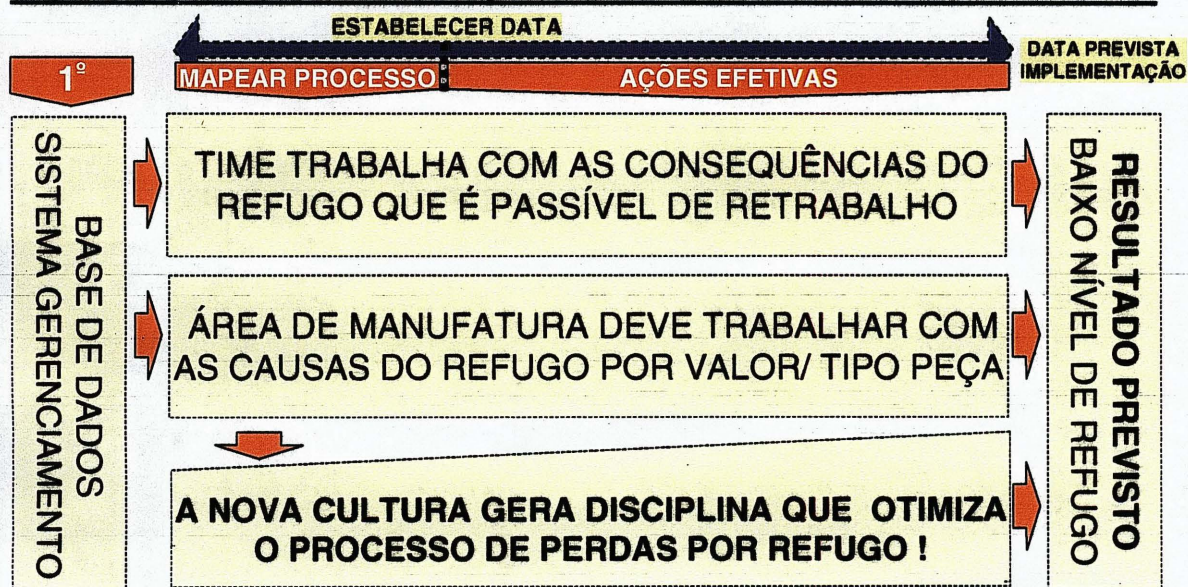 ESTABELECER DATA
DATA PREVISTA
IMPLEMENTAÇÃO
1º
MAPEAR PROCESSO
AÇÕES EFETIVAS
BASE DE DADOS
SISTEMA GERENCIAMENTO
TIME TRABALHA COM AS CONSEQUÊNCIAS DO
REFUGO QUE É PASSÍVEL DE RETRABALHO
ÁREA DE MANUFATURA DEVE TRABALHAR COM
AS CAUSAS DO REFUGO POR VALOR/ TIPO PEÇA
A NOVA CULTURA GERA DISCIPLINA QUE OTIMIZA
O PROCESSO DE PERDAS POR REFUGO !
RESULTADO PREVISTO
BAIXO NÍVEL DE REFUGO